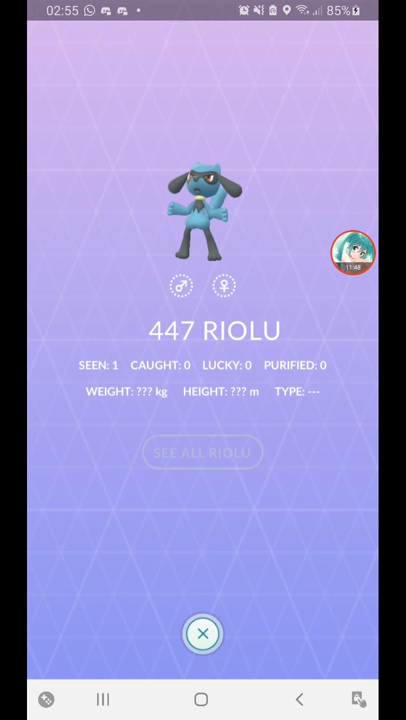 02:55 85%
11:48
447 RIOLU
SEEN: 1 CAUGHT: 0 LUCKY: 0 PURIFIED: 0
WEIGHT: ??? kg HEIGHT: ??? m TYPE: ---
SEE ALL RIOLU